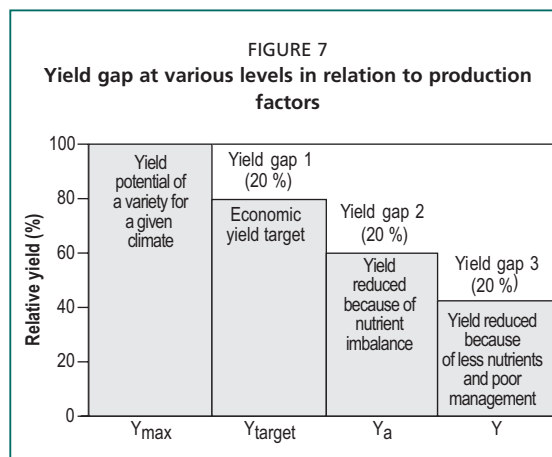 FIGURE 7
Yield gap at various levels in relation to production
factors
Relative yield (%)
100
80
60
40
20
0
Yield
potential of
a variety for
a given
climate
Yield gap 1
(20 %)
Economic
yield target
Yield gap 2
(20 %)
Yield
reduced
because of
nutrient
imbalance
Yield gap 3
(20 %)
Yield reduced
because
of less nutrients
and poor
management
Ymax
Ytarget
Ya
Y